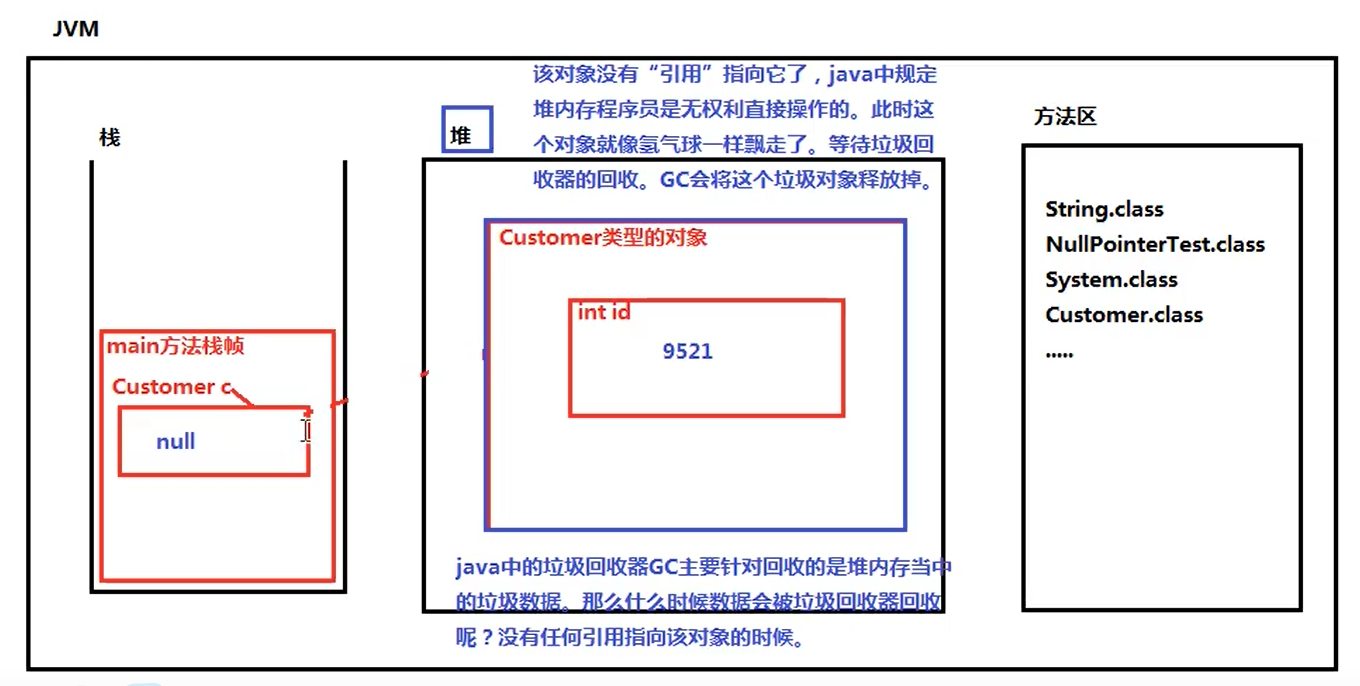 JVM
栈
main方法栈帧
Customer c
null
堆
该对象没有“引用”指向它了，java中规定
堆内存程序员是无权利直接操作的。此时这
个对象就像氢气球一样飘走了。等待垃圾回
收器的回收。GC会将这个垃圾对象释放掉。
Customer类型的对象
int id
9521
java中的垃圾回收器GC主要针对回收的是堆内存当中
的垃圾数据。那么什么时候数据会被垃圾回收器回收
呢？没有任何引用指向该对象的时候。
方法区
String.class
NullPointerTest.class
System.class
Customer.class
.....